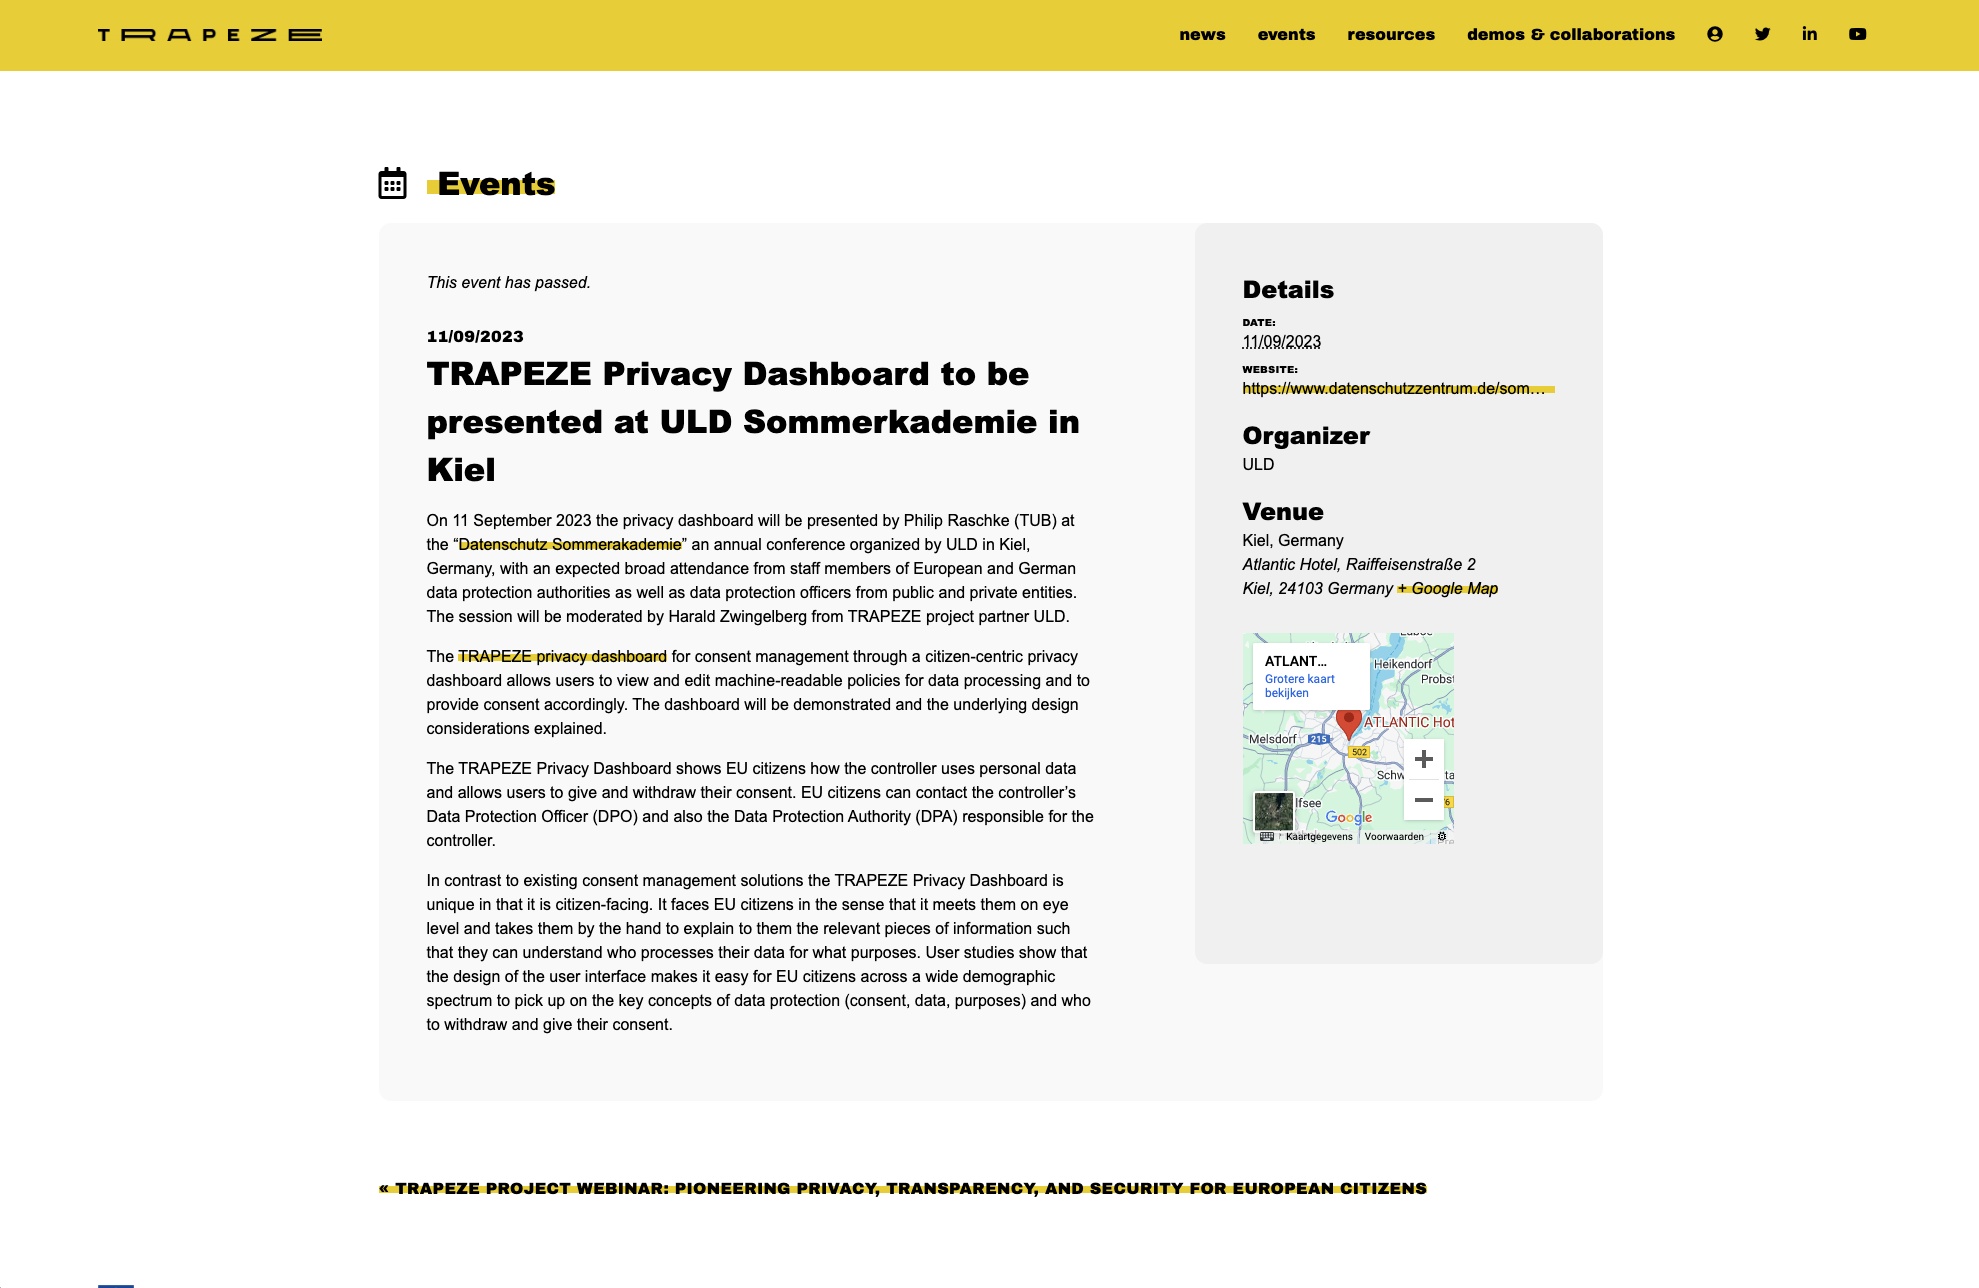 TRAPEZE
news events resources demos & collaborations
Events
This event has passed.
11/09/2023
TRAPEZE Privacy Dashboard to be
presented at ULD Sommerkademie in
Kiel
On 11 September 2023 the privacy dashboard will be presented by Philip Raschke (TUB) at
the “Datenschutz Sommerakademie” an annual conference organized by ULD in Kiel,
Germany, with an expected broad attendance from staff members of European and German
data protection authorities as well as data protection officers from public and private entities.
The session will be moderated by Harald Zwingelberg from TRAPEZE project partner ULD.
The TRAPEZE privacy dashboard for consent management through a citizen-centric privacy
dashboard allows users to view and edit machine-readable policies for data processing and to
provide consent accordingly. The dashboard will be demonstrated and the underlying design
considerations explained.
The TRAPEZE Privacy Dashboard shows EU citizens how the controller uses personal data
and allows users to give and withdraw their consent. EU citizens can contact the controller’s
Data Protection Officer (DPO) and also the Data Protection Authority (DPA) responsible for the
controller.
In contrast to existing consent management solutions the TRAPEZE Privacy Dashboard is
unique in that it is citizen-facing. It faces EU citizens in the sense that it meets them on eye
level and takes them by the hand to explain to them the relevant pieces of information such
that they can understand who processes their data for what purposes. User studies show that
the design of the user interface makes it easy for EU citizens across a wide demographic
spectrum to pick up on the key concepts of data protection (consent, data, purposes) and who
to withdraw and give their consent.
Details
DATE:
11/09/2023
WEBSITE:
https://www.datenschutzzentrum.de/som…
Organizer
ULD
Venue
Kiel, Germany
Atlantic Hotel, Raiffeisenstraße 2
Kiel, 24103 Germany + Google Map
ATLANT...
Grotere kaart
bekijken
Heikendorf
Probst
ATLANTIC Hot
Melsdorf
215
502
Schw
lfsee
Google
Kaartgegevens Voorwaarden
« TRAPEZE PROJECT WEBINAR: PIONEERING PRIVACY, TRANSPARENCY, AND SECURITY FOR EUROPEAN CITIZENS